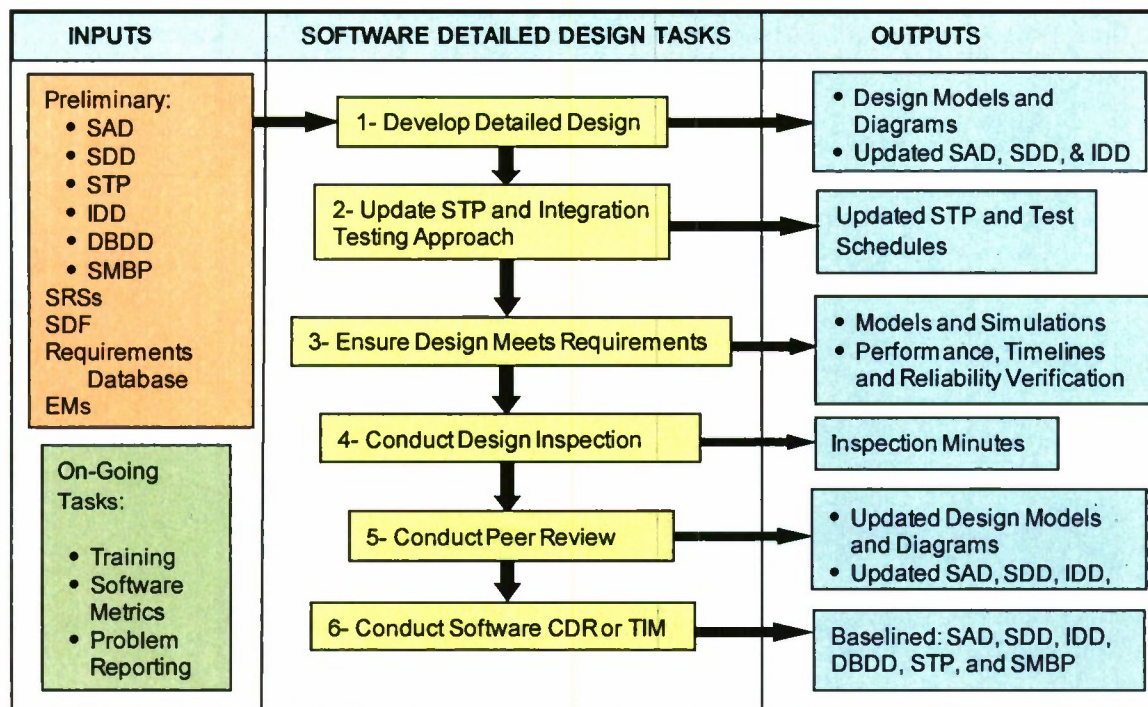 INPUTS
SOFTWARE DETAILED DESIGN TASKS
OUTPUTS
Preliminary:
• SAD
• SDD
• STP
• IDD
• DBDD
• SMBP
SRSs
SDF
Requirements
Database
EMs
On-Going
Tasks:
• Training
• Software
Metrics
• Problem
Reporting
1- Develop Detailed Design
2- Update STP and Integration
Testing Approach
3- Ensure Design Meets Requirements
4- Conduct Design Inspection
5- Conduct Peer Review
6- Conduct Software CDR or TIM
• Design Models and
Diagrams
• Updated SAD, SDD, & IDD
Updated STP and Test
Schedules
• Models and Simulations
• Performance, Timelines
and Reliability Verification
Inspection Minutes
• Updated Design Models
and Diagrams
• Updated SAD, SDD, IDD,
Baselined: SAD, SDD, IDD,
DBDD, STP, and SMBP